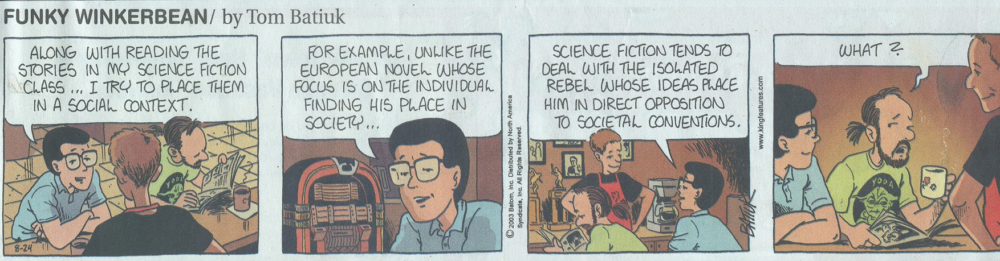 FUNKY WINKERBEAN/ by Tom Batiuk
ALONG WITH READING THE
STORIES IN MY SCIENCE FICTION
CLASS... I TRY TO PLACE THEM
IN A SOCIAL CONTEXT.
YODA
8-24
FOR EXAMPLE, UNLIKE THE
EUROPEAN NOVEL WHOSE
FOCUS IS ON THE INDIVIDUAL
FINDING HIS PLACE IN
SOCIETY...
© 2003 Batom, Inc. Distributed by North America
Syndicate, Inc. All Rights Reserved.
SCIENCE FICTION TENDS TO
DEAL WITH THE ISOLATED
REBEL WHOSE IDEAS PLACE
HIM IN DIRECT OPPOSITION
TO SOCIETAL CONVENTIONS.
BATIUK
www.kingfeatures.com
WHAT?
YODA